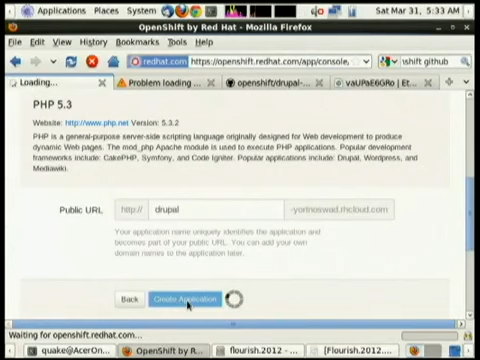 Applications Places System
Sat Mar 31, 5:33 AM
OpenShift by Red Hat - Mozilla Firefox
File Edit View History Bookmarks Tools Help
redhat.com https://openshift.redhat.com/app/console,
shift github
Loading...
Problem loading ...
openshift/drupal-...
vaUPaE6GRo | Et...
PHP 5.3
Website: http://www.php.net Version: 5.3.2
PHP is a general-purpose server-side scripting language originally designed for Web development to produce
dynamic Web pages. The mod_php Apache module is used to execute PHP applications. Popular development
frameworks include: CakePHP, Symfony, and Code Igniter. Popular applications include: Drupal, Wordpress, and
Mediawiki.
Public URL http:// drupal -yortnoswad.rhcloud.com
Your application name uniquely identifies the application and
becomes part of your public URL. You can add your own
domain names to the application later.
Back Create Application
Waiting for openshift.redhat.com...
quake@AcerOn...
OpenShift by R...
flourish.2012 - ...
[Flourish.2012....